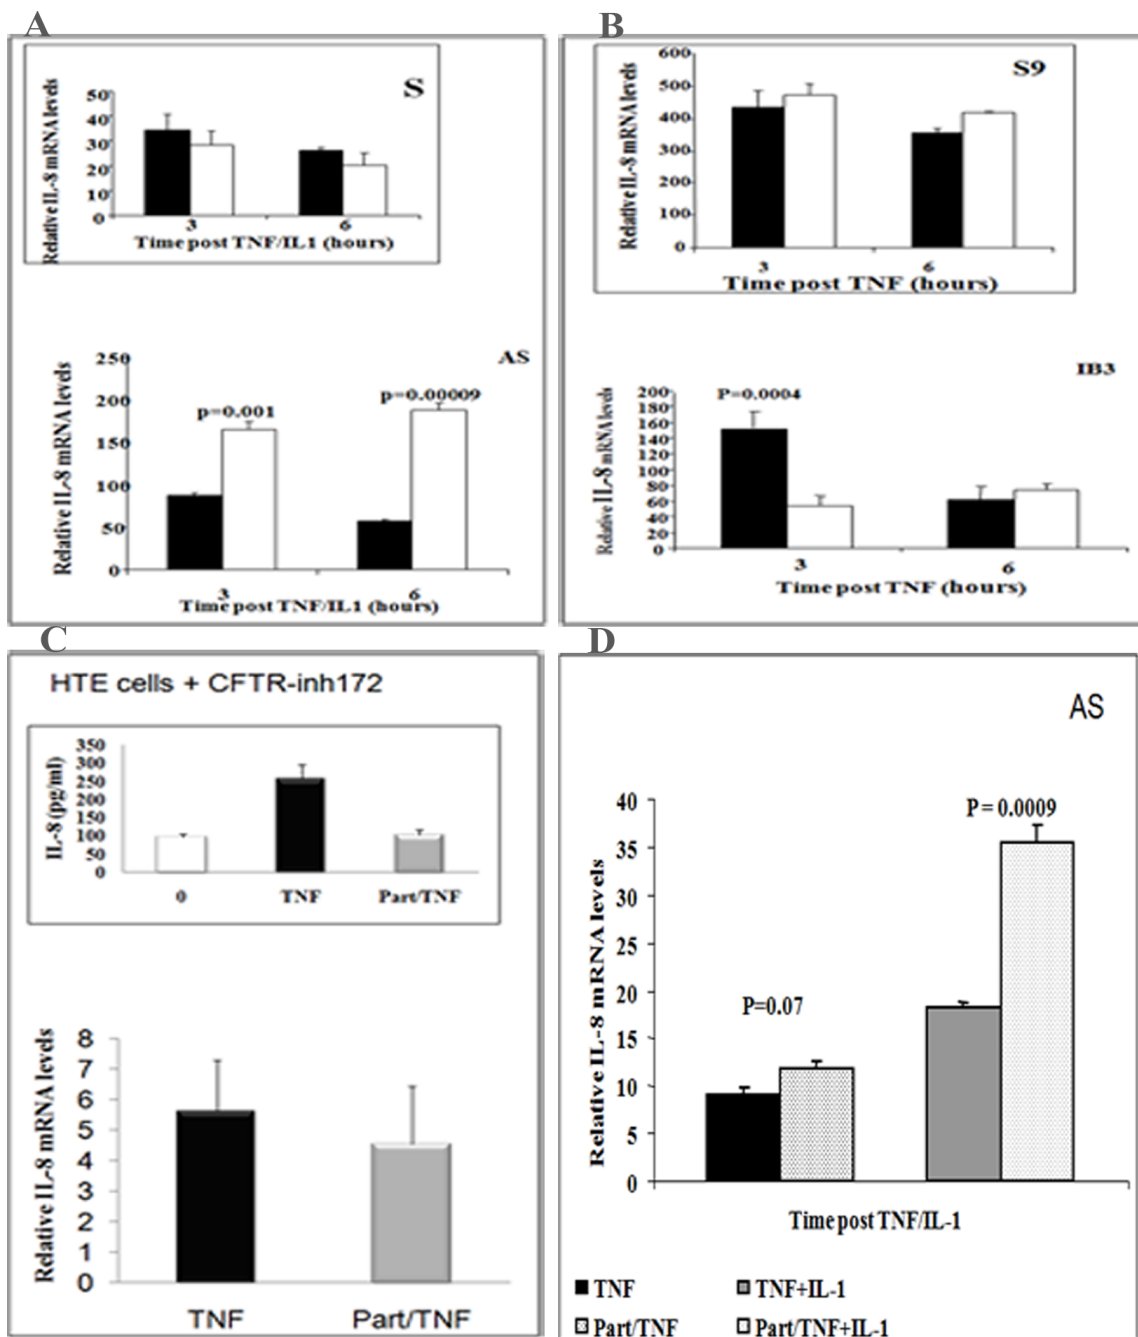 A
S
Relative IL-8 mRNA levels
50
40
30
20
10
0
3 6
Time post TNF/IL1 (hours)
AS
Relative IL-8 mRNA levels
250
200
150
100
50
0
p=0.001 p=0.00009
3 6
Time post TNF/IL1 (hours)
B
S9
Relative IL-8 mRNA levels
600
500
400
300
200
100
0
3 6
Time post TNF (hours)
IB3
Relative IL-8 mRNA levels
200
180
160
140
120
100
80
60
40
20
0
P=0.0004
3 6
Time post TNF (hours)
C
HTE cells + CFTR-inh172
IL-8 (pg/ml)
350
300
250
200
150
100
50
0
0 TNF Part/TNF
Relative IL-8 mRNA levels
8
7
6
5
4
3
2
1
0
TNF Part/TNF
D
AS
Relative IL-8 mRNA levels
40
35
30
25
20
15
10
5
0
P=0.07
P = 0.0009
Time post TNF/IL-1
TNF TNF+IL-1
Part/TNF Part/TNF+IL-1